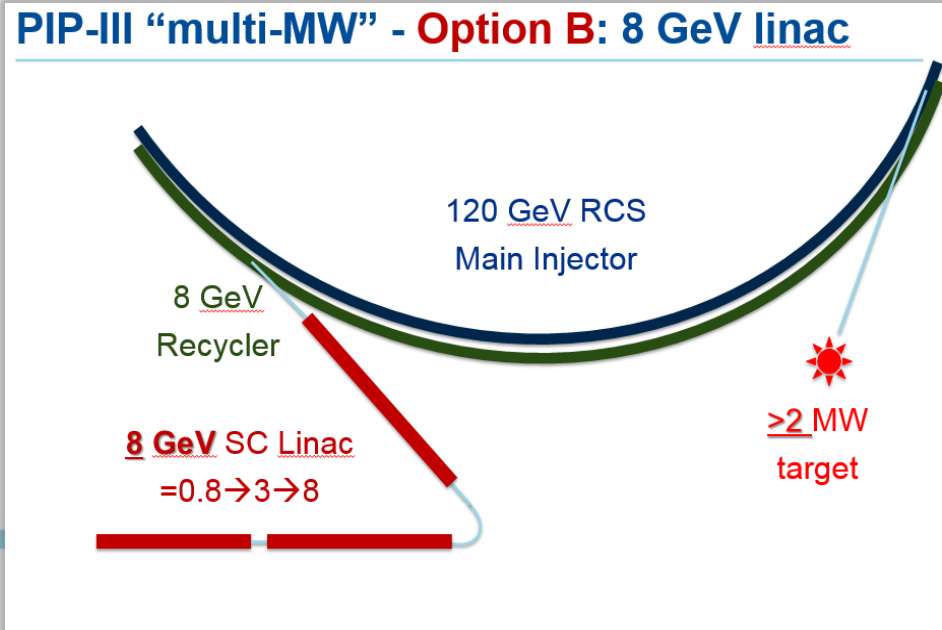 PIP-III “multi-MW” - Option B: 8 GeV linac
120 GeV RCS
Main Injector
8 GeV
Recycler
8 GeV SC Linac
=0.8→3→8
>2 MW
target